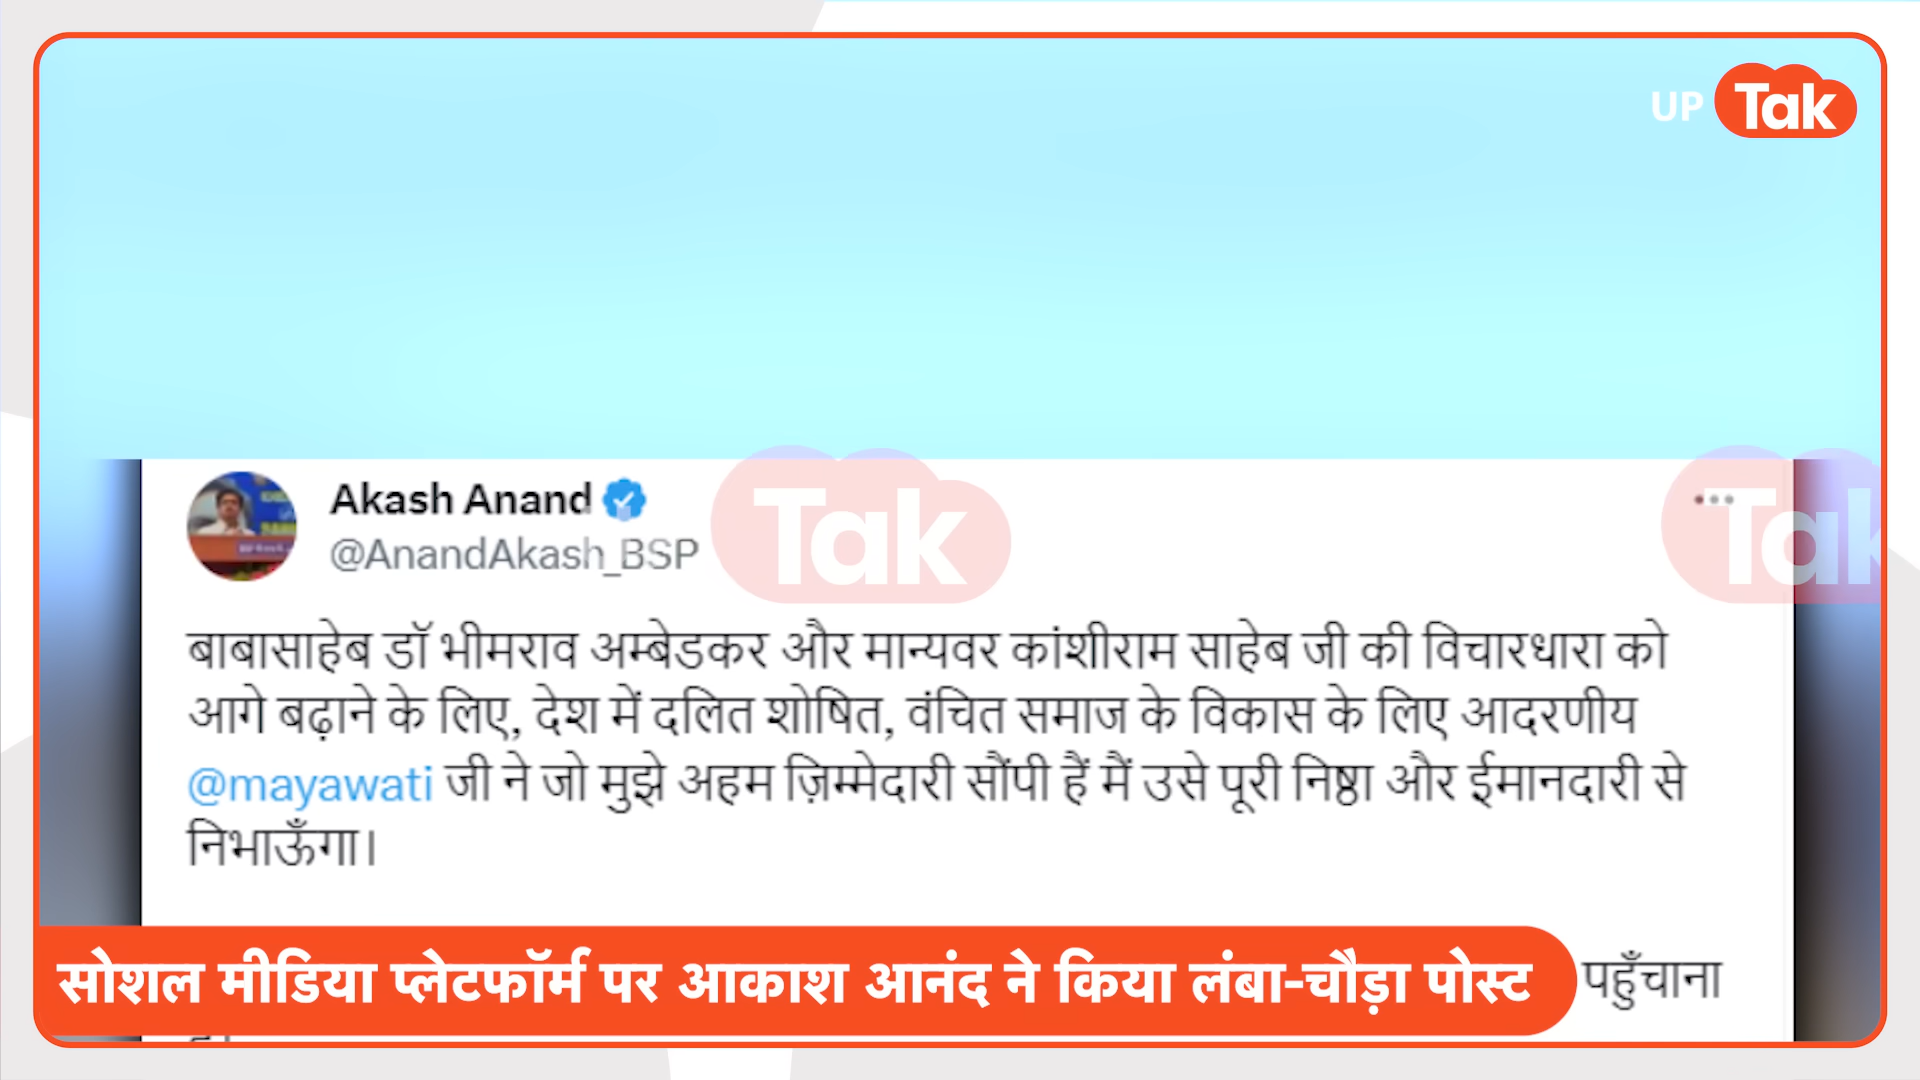 UP Tak
Akash Anand
@AnandAkash_BSP
Tak
Tak
बाबासाहेब डॉ भीमराव अम्बेडकर और मान्यवर कांशीराम साहेब जी की विचारधारा को
आगे बढ़ाने के लिए, देश में दलित शोषित, वंचित समाज के विकास के लिए आदरणीय
@mayawati जी ने जो मुझे अहम ज़िम्मेदारी सौंपी हैं मैं उसे पूरी निष्ठा और ईमानदारी से
निभाऊँगा।
पहुँचाना
सोशल मीडिया प्लेटफॉर्म पर आकाश आनंद ने किया लंबा-चौड़ा पोस्ट